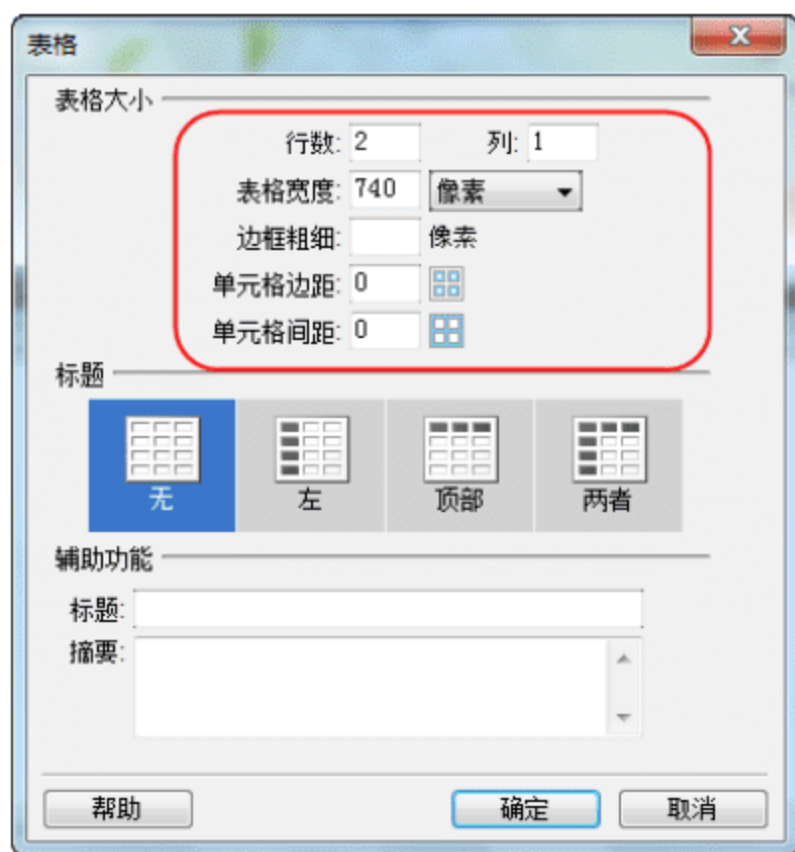 表格
表格大小
行数: 2 列: 1
表格宽度: 740 像素
边框粗细: 像素
单元格边距: 0
单元格间距: 0
标题
无 左 顶部 两者
辅助功能
标题:
摘要:
帮助 确定 取消